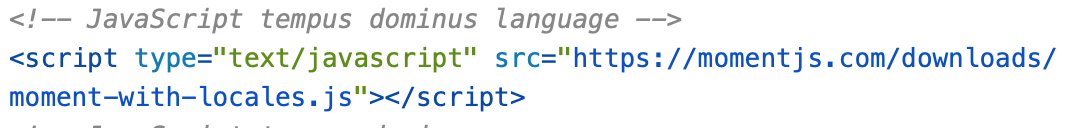 <!-- JavaScript tempus dominus language -->
<script type="text/javascript" src="https://momentjs.com/downloads/
moment-with-locales.js"></script>